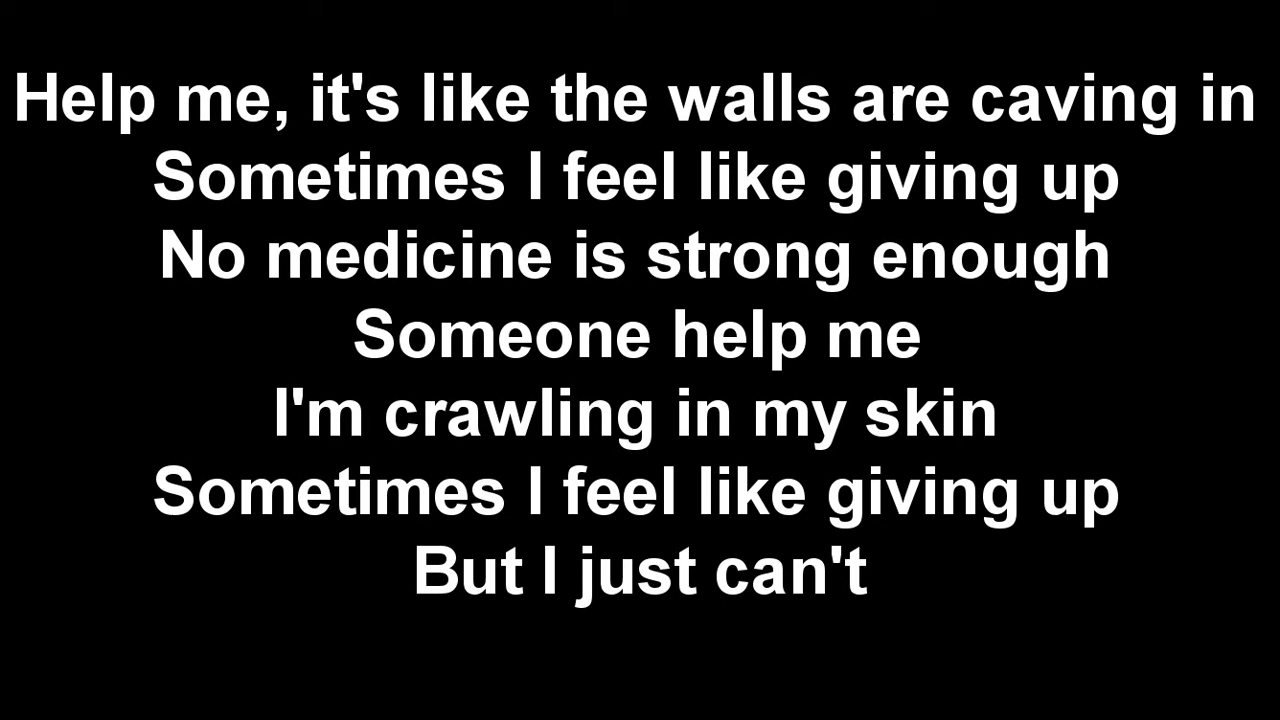 Help me, it's like the walls are caving in
Sometimes I feel like giving up
No medicine is strong enough
Someone help me
I'm crawling in my skin
Sometimes I feel like giving up
But I just can't